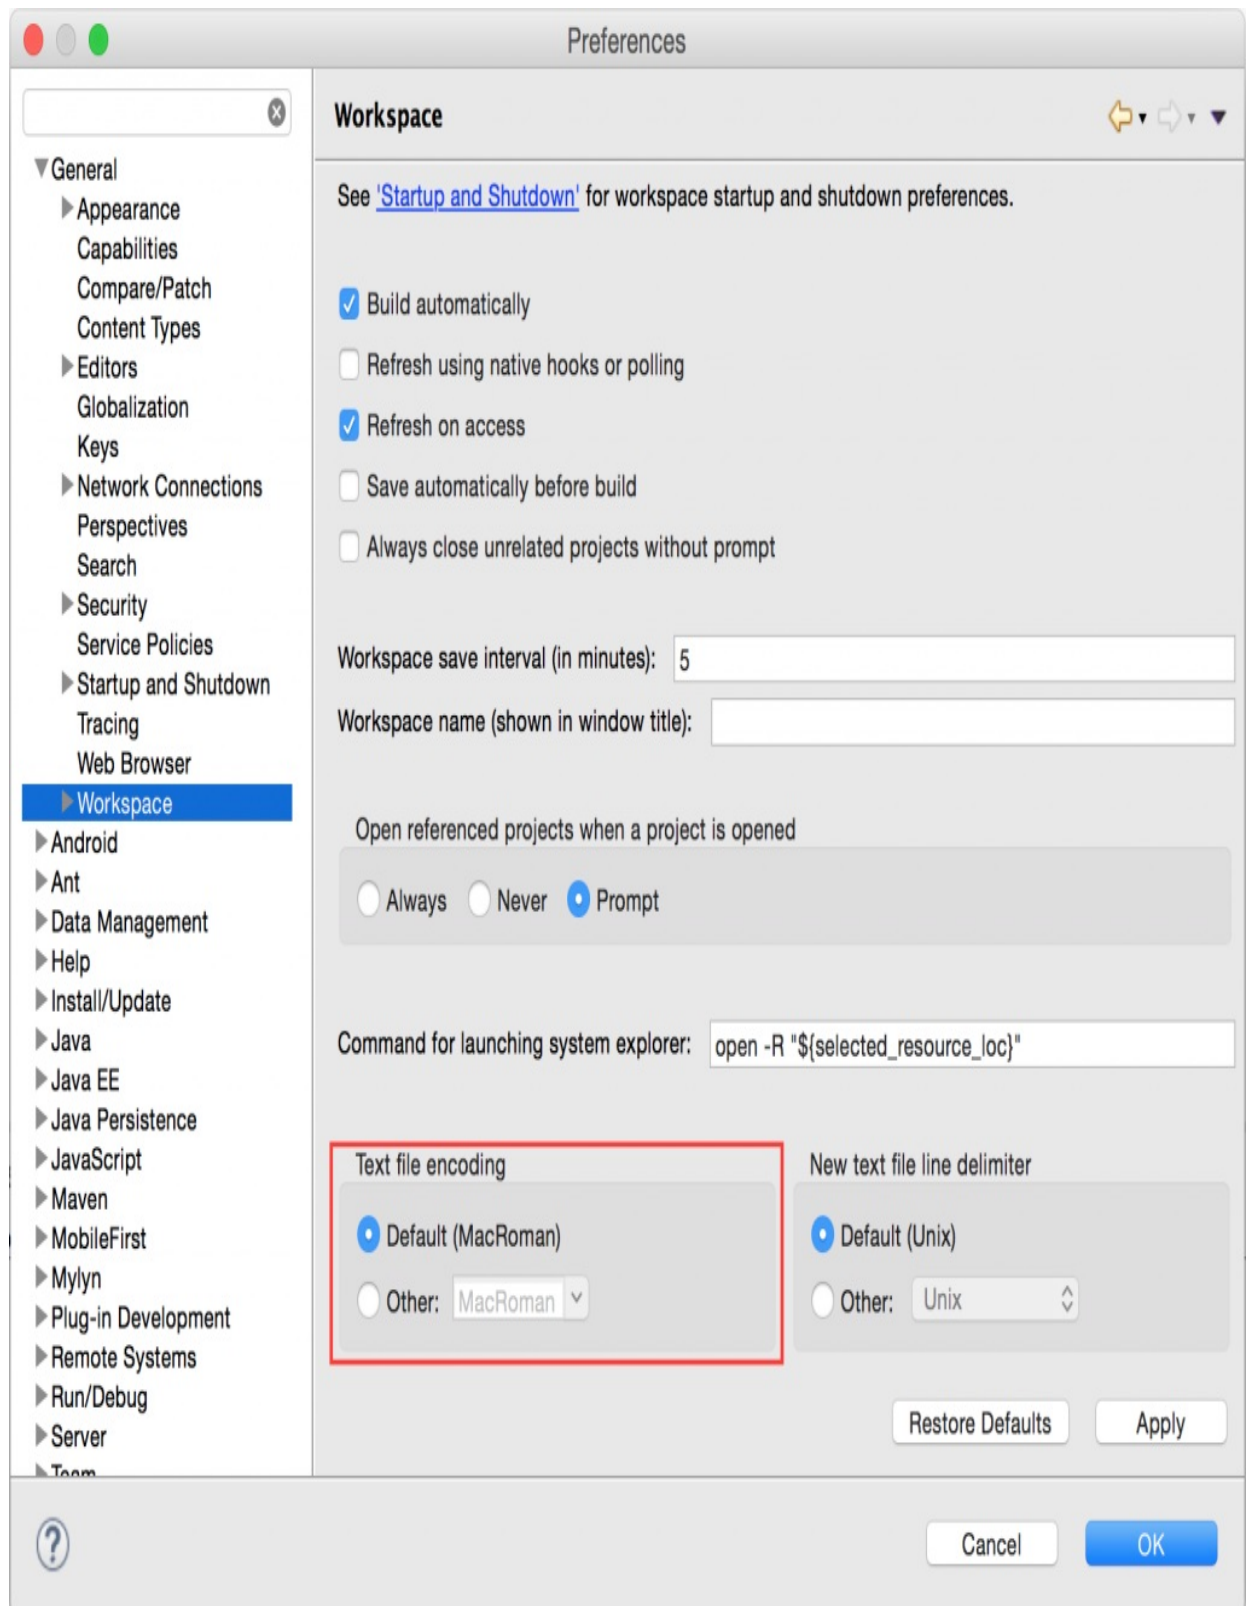 Preferences
General
Appearance
Capabilities
Compare/Patch
Content Types
Editors
Globalization
Keys
Network Connections
Perspectives
Search
Security
Service Policies
Startup and Shutdown
Tracing
Web Browser
Workspace
Android
Ant
Data Management
Help
Install/Update
Java
Java EE
Java Persistence
JavaScript
Maven
MobileFirst
Mylyn
Plug-in Development
Remote Systems
Run/Debug
Server
Team
Workspace
See 'Startup and Shutdown' for workspace startup and shutdown preferences.
Build automatically
Refresh using native hooks or polling
Refresh on access
Save automatically before build
Always close unrelated projects without prompt
Workspace save interval (in minutes): 5
Workspace name (shown in window title):
Open referenced projects when a project is opened
Always Never Prompt
Command for launching system explorer: open -R "${selected_resource_loc}"
Text file encoding
Default (MacRoman)
Other: MacRoman
New text file line delimiter
Default (Unix)
Other: Unix
Restore Defaults Apply
? Cancel OK